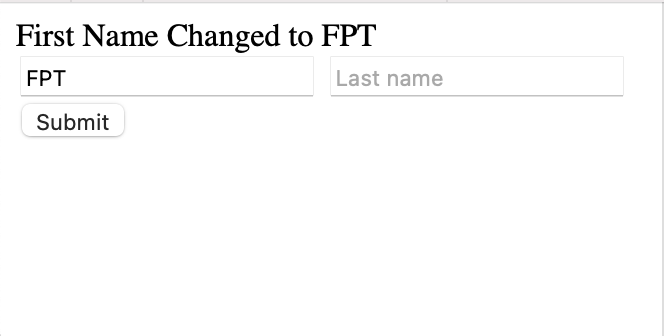 First Name Changed to FPT
FPT Last name
Submit